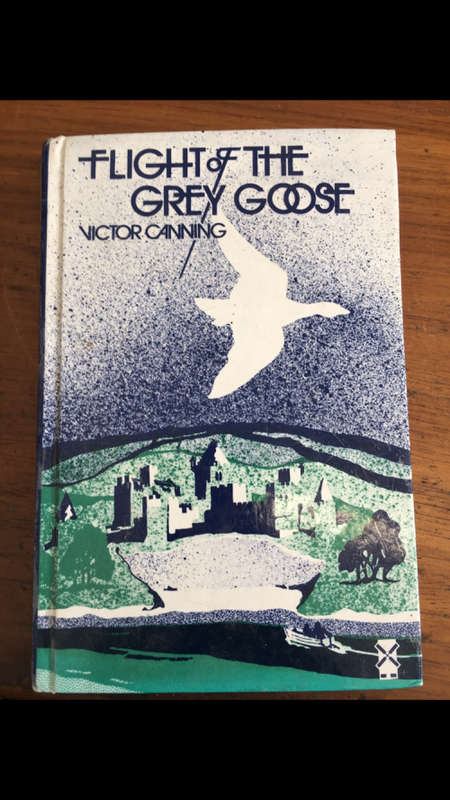 FLIGHT OF THE
GREY GOOSE
VICTOR CANNING